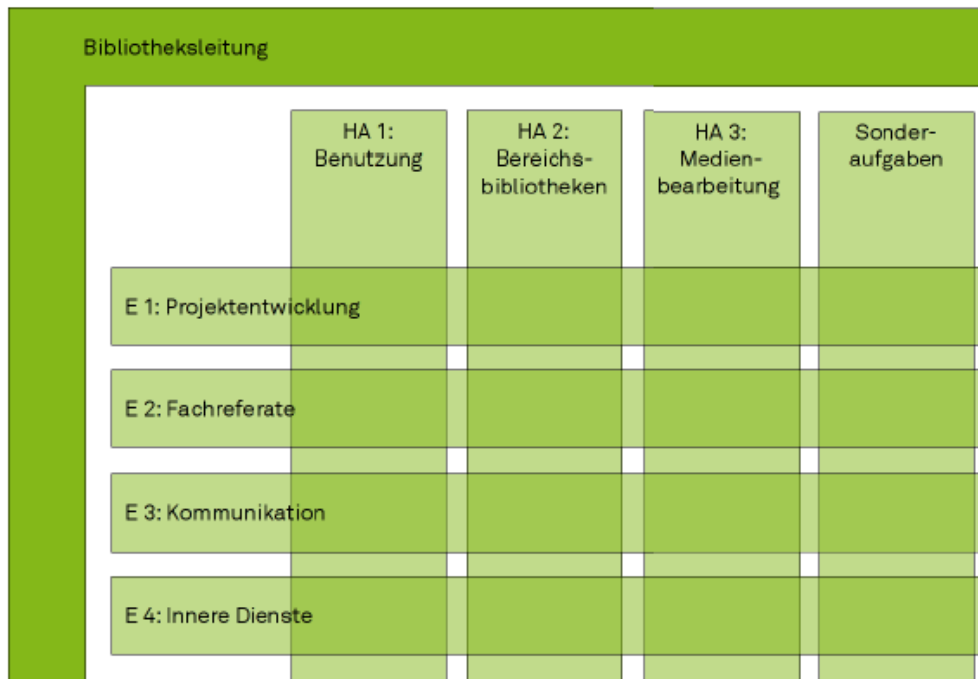 Bibliotheksleitung
HA 1:
Benutzung
HA 2:
Bereichs-
bibliotheken
HA 3:
Medien-
bearbeitung
Sonder-
aufgaben
E 1: Projektentwicklung
E 2: Fachreferate
E 3: Kommunikation
E 4: Innere Dienste